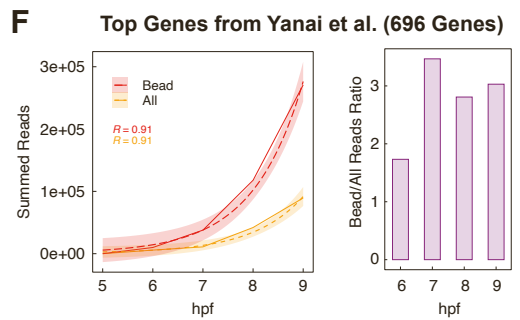 F
Top Genes from Yanai et al. (696 Genes)
Summed Reads
3e+05
2e+05
1e+05
0e+00
Bead
All
R = 0.91
R = 0.91
5 6 7 8 9
hpf
Bead/All Reads Ratio
3
2
1
0
6 7 8 9
hpf